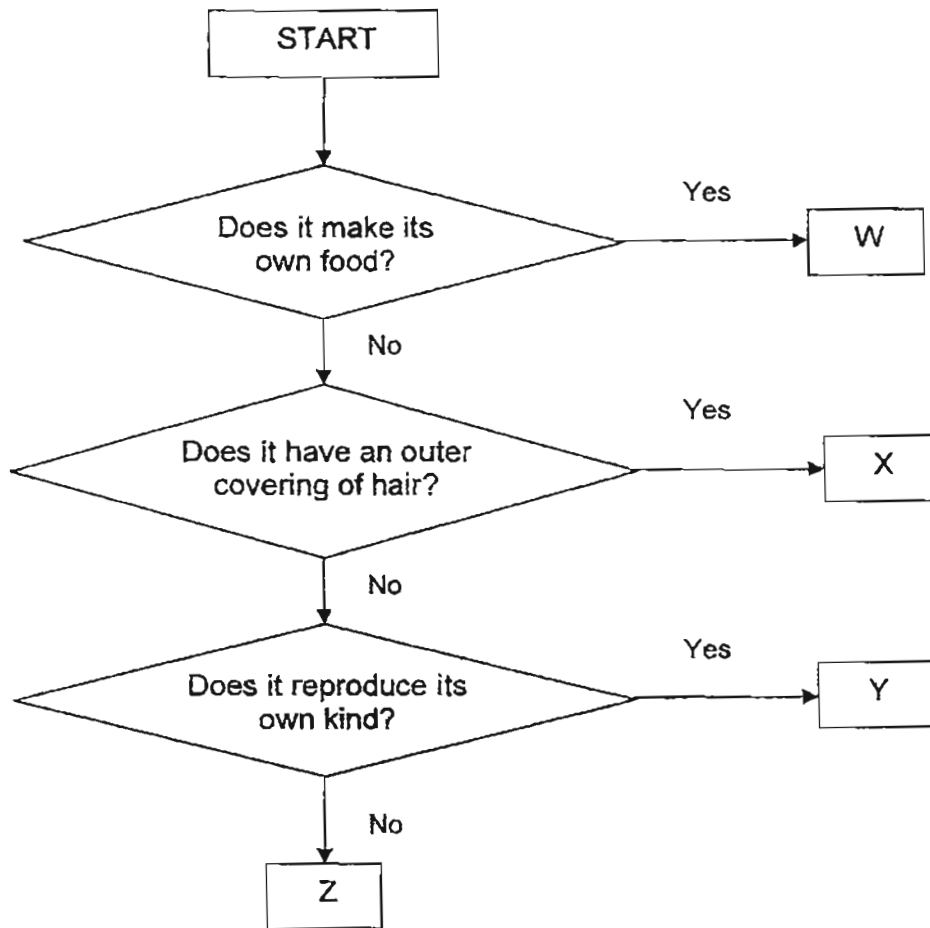 START
Does it make its
own food?
Yes
W
No
Does it have an outer
covering of hair?
Yes
X
No
Does it reproduce its
own kind?
Yes
Y
No
Z